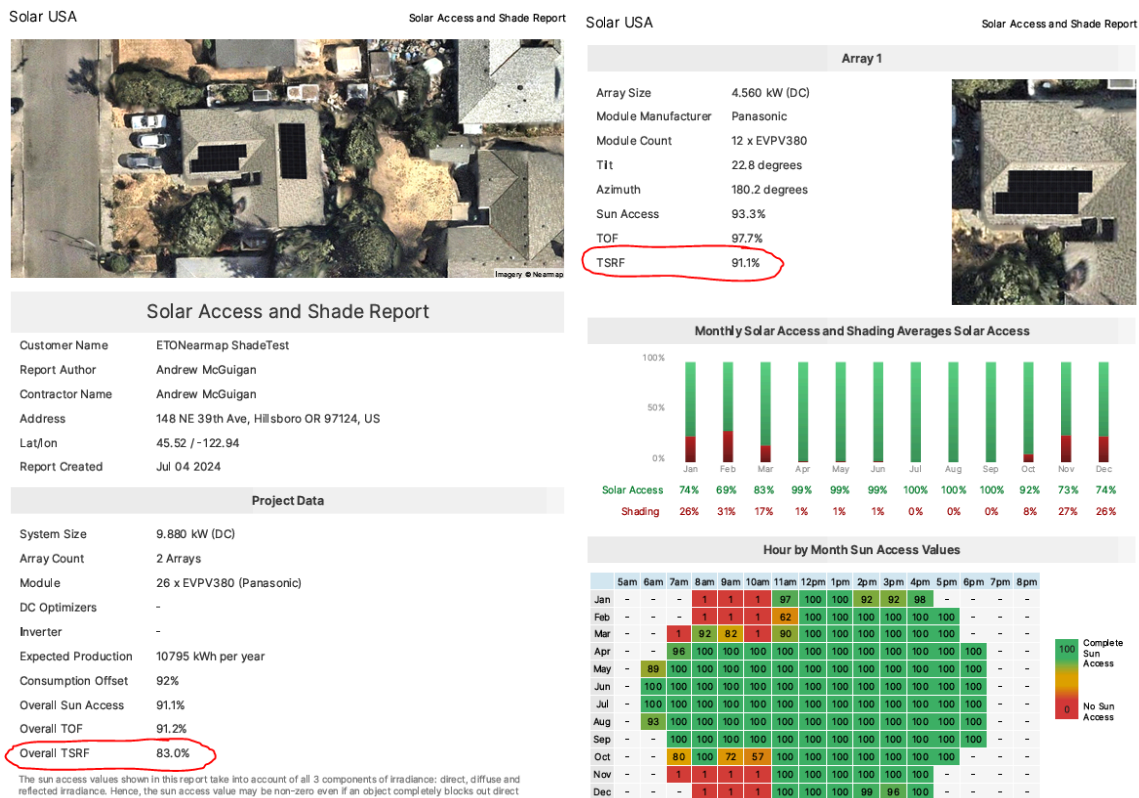 Solar USA
Solar Access and Shade Report
Imagery © Nearmap
Solar Access and Shade Report
Customer Name ETONearmap ShadeTest
Report Author Andrew McGuigan
Contractor Name Andrew McGuigan
Address 148 NE 39th Ave, Hillsboro OR 97124, US
Lat/lon 45.52 / -122.94
Report Created Jul 04 2024
Project Data
System Size 9.880 kW (DC)
Array Count 2 Arrays
Module 26 x EVPV380 (Panasonic)
DC Optimizers -
Inverter -
Expected Production 10795 kWh per year
Consumption Offset 92%
Overall Sun Access 91.1%
Overall TOF 91.2%
Overall TSRF 83.0%
The sun access values shown in this report take into account of all 3 components of irradiance: direct, diffuse and
reflected irradiance. Hence, the sun access value may be non-zero even if an object completely blocks out direct
Solar USA
Solar Access and Shade Report
Array 1
Array Size 4.560 kW (DC)
Module Manufacturer Panasonic
Module Count 12 x EVPV380
Tilt 22.8 degrees
Azimuth 180.2 degrees
Sun Access 93.3%
TOF 97.7%
TSRF 91.1%
Monthly Solar Access and Shading Averages Solar Access
100%
50%
0%
Jan Feb Mar Apr May Jun Jul Aug Sep Oct Nov Dec
Solar Access 74% 69% 83% 99% 99% 99% 100% 100% 100% 92% 73% 74%
Shading 26% 31% 17% 1% 1% 1% 0% 0% 0% 8% 27% 26%
Hour by Month Sun Access Values
5am 6am 7am 8am 9am 10am 11am 12pm 1pm 2pm 3pm 4pm 5pm 6pm 7pm 8pm
Jan - - - 1 1 1 97 100 100 92 92 98 - - - -
Feb - - - 1 1 1 62 100 100 100 100 100 100 - - -
Mar - - 1 92 82 1 90 100 100 100 100 100 100 - - -
Apr - - 96 100 100 100 100 100 100 100 100 100 100 100 - -
May - 89 100 100 100 100 100 100 100 100 100 100 100 100 - -
Jun - 100 100 100 100 100 100 100 100 100 100 100 100 100 - -
Jul - 100 100 100 100 100 100 100 100 100 100 100 100 100 - -
Aug - 93 100 100 100 100 100 100 100 100 100 100 100 100 - -
Sep - - 100 100 100 100 100 100 100 100 100 100 100 100 - -
Oct - - 80 100 72 57 100 100 100 100 100 100 100 - - -
Nov - - 1 1 1 1 100 100 100 100 100 100 - - - -
Dec - - - 1 1 1 100 100 100 99 96 100 - - - -
100 Complete
Sun
Access
0 No Sun
Access